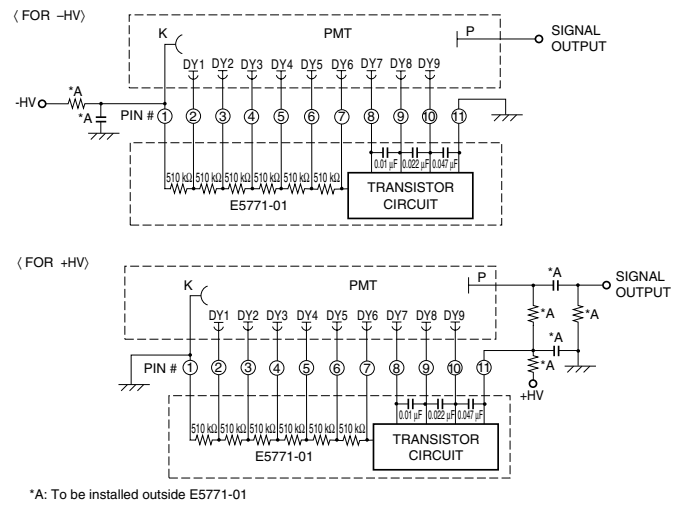 〈 FOR –HV〉
K
PMT
P
SIGNAL
OUTPUT
DY1 DY2 DY3 DY4 DY5 DY6 DY7 DY8 DY9
-HV
*A
*A
PIN # 1 2 3 4 5 6 7 8 9 10 11
0.01 µF 0.022 µF 0.047 µF
510 kΩ 510 kΩ 510 kΩ 510 kΩ 510 kΩ 510 kΩ
TRANSISTOR
CIRCUIT
E5771-01
〈 FOR +HV〉
K
PMT
P
*A
SIGNAL
OUTPUT
DY1 DY2 DY3 DY4 DY5 DY6 DY7 DY8 DY9
*A
*A
*A
PIN # 1 2 3 4 5 6 7 8 9 10 11
*A
+HV
0.01 µF 0.022 µF 0.047 µF
510 kΩ 510 kΩ 510 kΩ 510 kΩ 510 kΩ 510 kΩ
TRANSISTOR
CIRCUIT
E5771-01
*A: To be installed outside E5771-01